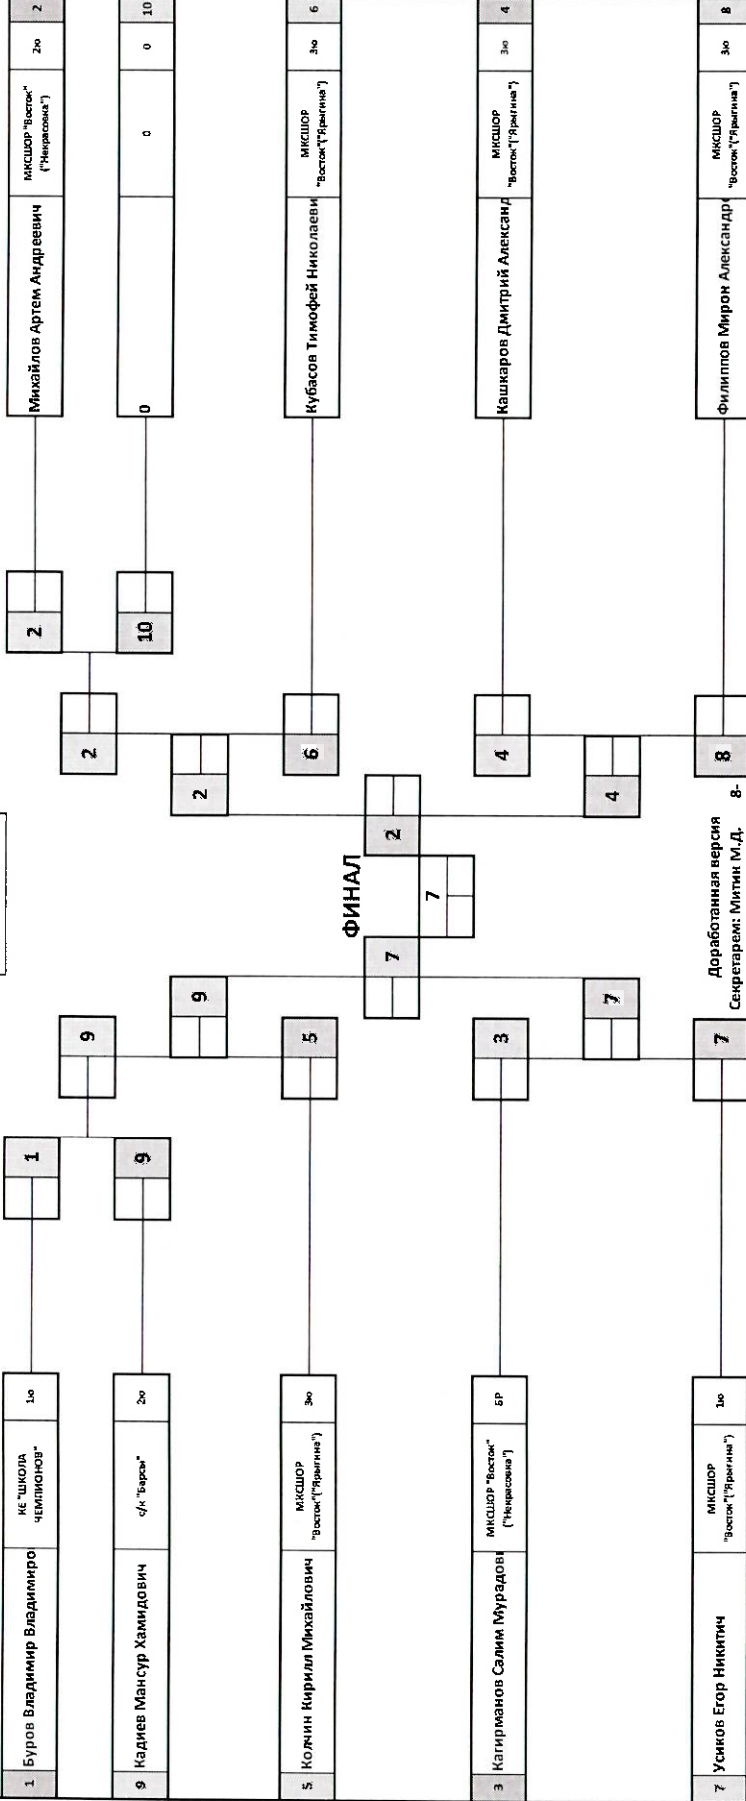 1 Буров Владимир Владимиро КЕ "ШКОЛА ЧЕМПИОНОВ" 1ю
9 Кадиев Мансур Хамидович с/к "Барсы" 2ю
5 Колчин Кирилл Михайлович МКСШОР "Восток"("Ярыгина") 3ю
3 Кагирманов Салим Мурадови МКСШОР "Восток" ("Некрасовка") БР
7 Усиков Егор Никитич МКСШОР "Восток"("Ярыгина") 1ю
1
9
9
5
9
3
7
7
7
ФИНАЛ
7
2
2
4
2
6
4
8
2
10
Михайлов Артем Андреевич МКСШОР "Восток" ("Некрасовка") 2ю 2
0 0 0 10
Кубасов Тимофей Николаеви МКСШОР "Восток"("Ярыгина") 3ю 6
Кашкаров Дмитрий Александ МКСШОР "Восток"("Ярыгина") 3ю 4
Филиппов Мирон Александро МКСШОР "Восток"("Ярыгина") 3ю 8
Доработанная версия
Секретарем: Митин М.Д. 8-